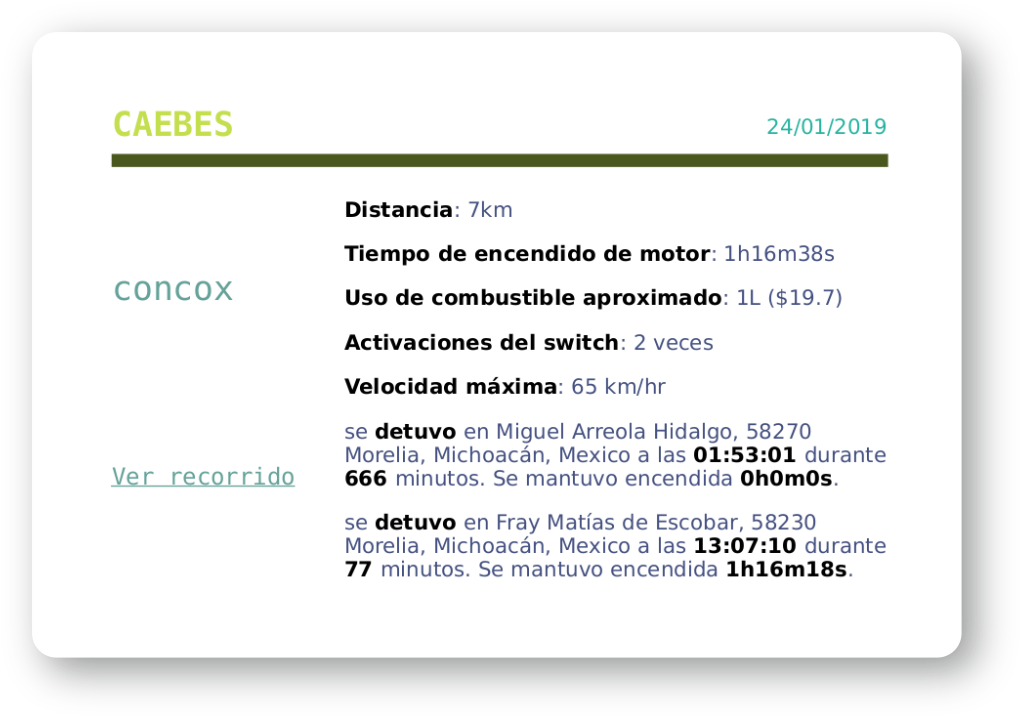 CAEBES
24/01/2019
concox
Ver recorrido
Distancia: 7km
Tiempo de encendido de motor: 1h16m38s
Uso de combustible aproximado: 1L ($19.7)
Activaciones del switch: 2 veces
Velocidad máxima: 65 km/hr
se detuvo en Miguel Arreola Hidalgo, 58270
Morelia, Michoacán, Mexico a las 01:53:01 durante
666 minutos. Se mantuvo encendida 0h0m0s.
se detuvo en Fray Matías de Escobar, 58230
Morelia, Michoacán, Mexico a las 13:07:10 durante
77 minutos. Se mantuvo encendida 1h16m18s.